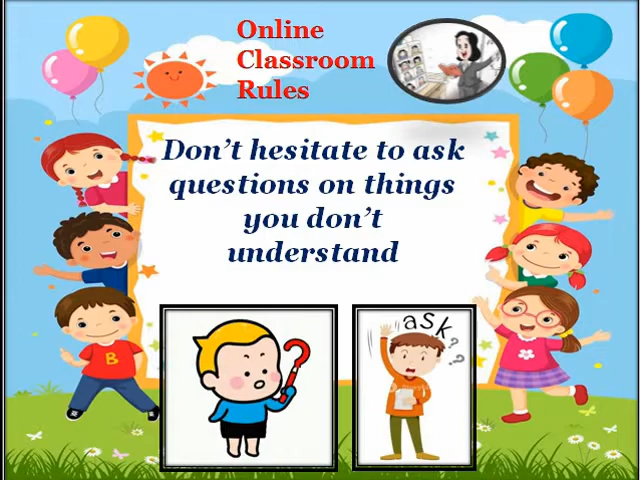 Online
Classroom
Rules
Don't hesitate to ask
questions on things
you don't
understand
ask
? ?
?
B